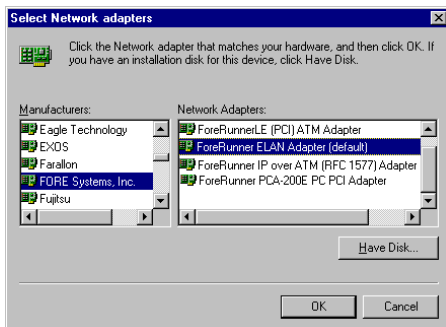 Select Network adapters
Click the Network adapter that matches your hardware, and then click OK. If
you have an installation disk for this device, click Have Disk.
Manufacturers:
Eagle Technology
EXOS
Farallon
FORE Systems, Inc.
Fujitsu
Network Adapters:
ForeRunnerLE (PCI) ATM Adapter
ForeRunner ELAN Adapter (default)
ForeRunner IP over ATM (RFC 1577) Adapter
ForeRunner PCA-200E PC PCI Adapter
Have Disk...
OK
Cancel